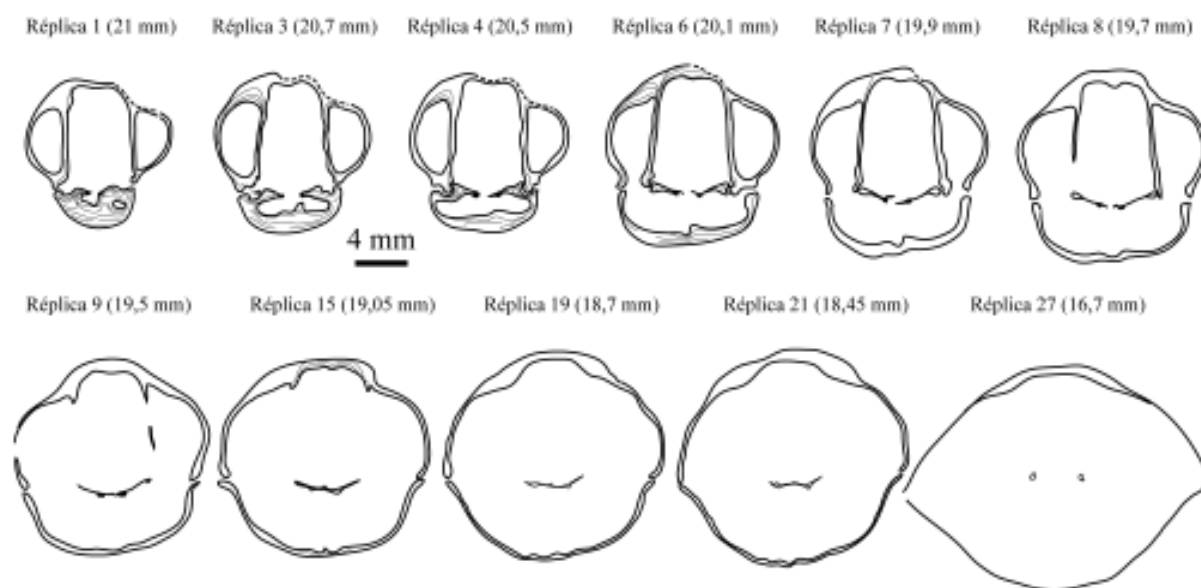 Réplica 1 (21 mm) Réplica 3 (20,7 mm) Réplica 4 (20,5 mm) Réplica 6 (20,1 mm) Réplica 7 (19,9 mm) Réplica 8 (19,7 mm)
4 mm
Réplica 9 (19,5 mm) Réplica 15 (19,05 mm) Réplica 19 (18,7 mm) Réplica 21 (18,45 mm) Réplica 27 (16,7 mm)